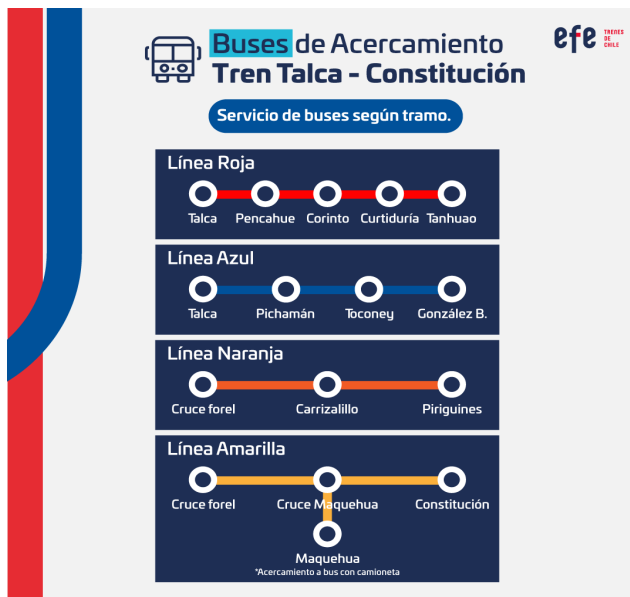 Buses de Acercamiento
Tren Talca - Constitución
efe TRENES
DE
CHILE
Servicio de buses según tramo.
Línea Roja
Talca Pencahue Corinto Curtiduría Tanhuao
Línea Azul
Talca Pichamán Toconey González B.
Línea Naranja
Cruce forel Carrizalillo Piriguines
Línea Amarilla
Cruce forel Cruce Maquehua Constitución
Maquehua
*Acercamiento a bus con camioneta